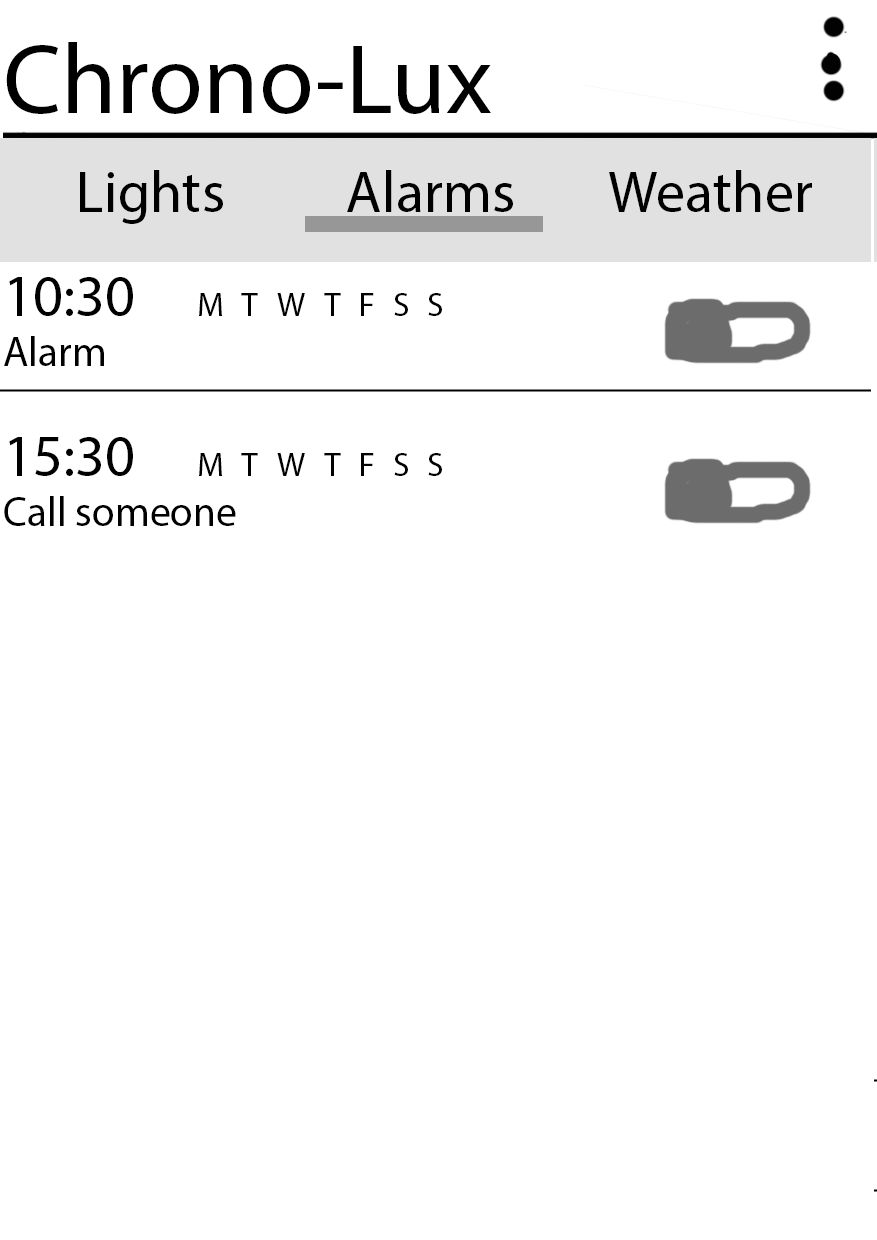 Chrono-Lux
Lights Alarms Weather
10:30 M T W T F S S
Alarm
15:30 M T W T F S S
Call someone